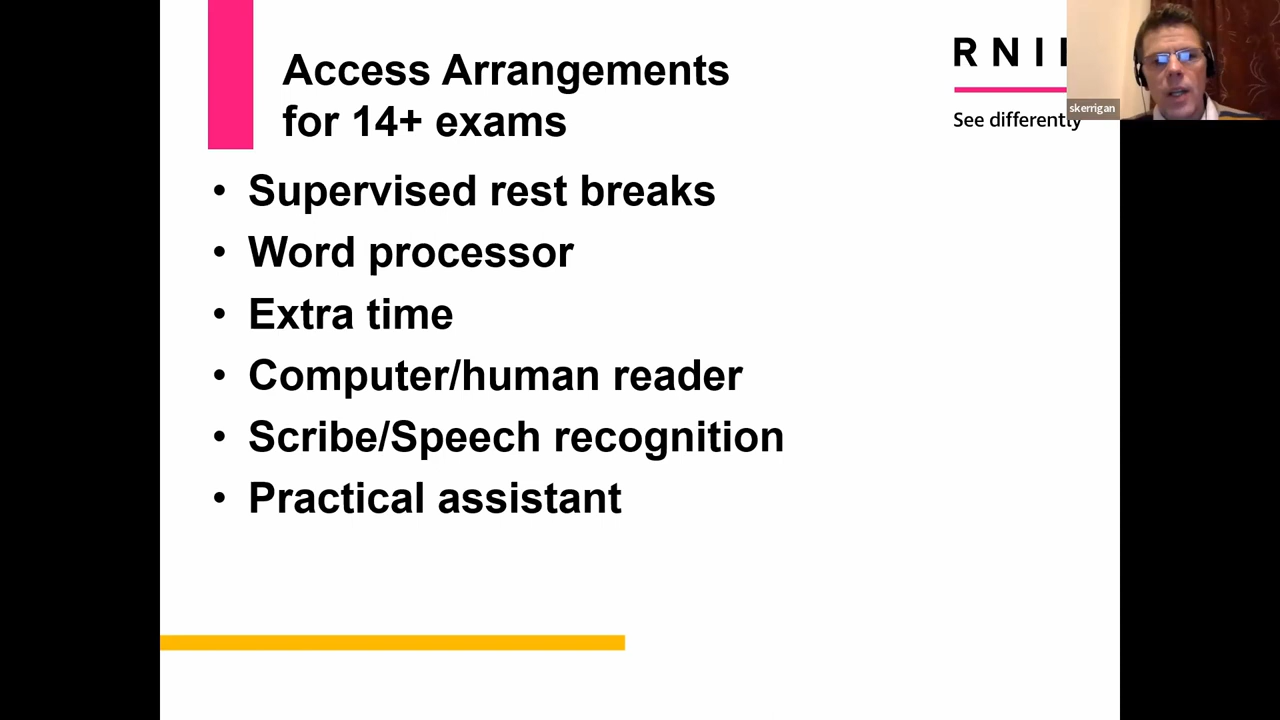 Access Arrangements
for 14+ exams
RNI
See differently
skerrigan
• Supervised rest breaks
• Word processor
• Extra time
• Computer/human reader
• Scribe/Speech recognition
• Practical assistant